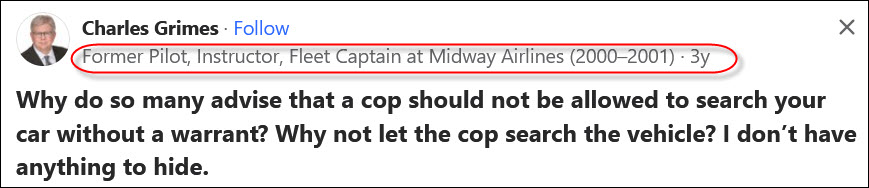 Charles Grimes · Follow
Former Pilot, Instructor, Fleet Captain at Midway Airlines (2000–2001) · 3y
Why do so many advise that a cop should not be allowed to search your
car without a warrant? Why not let the cop search the vehicle? I don’t have
anything to hide.